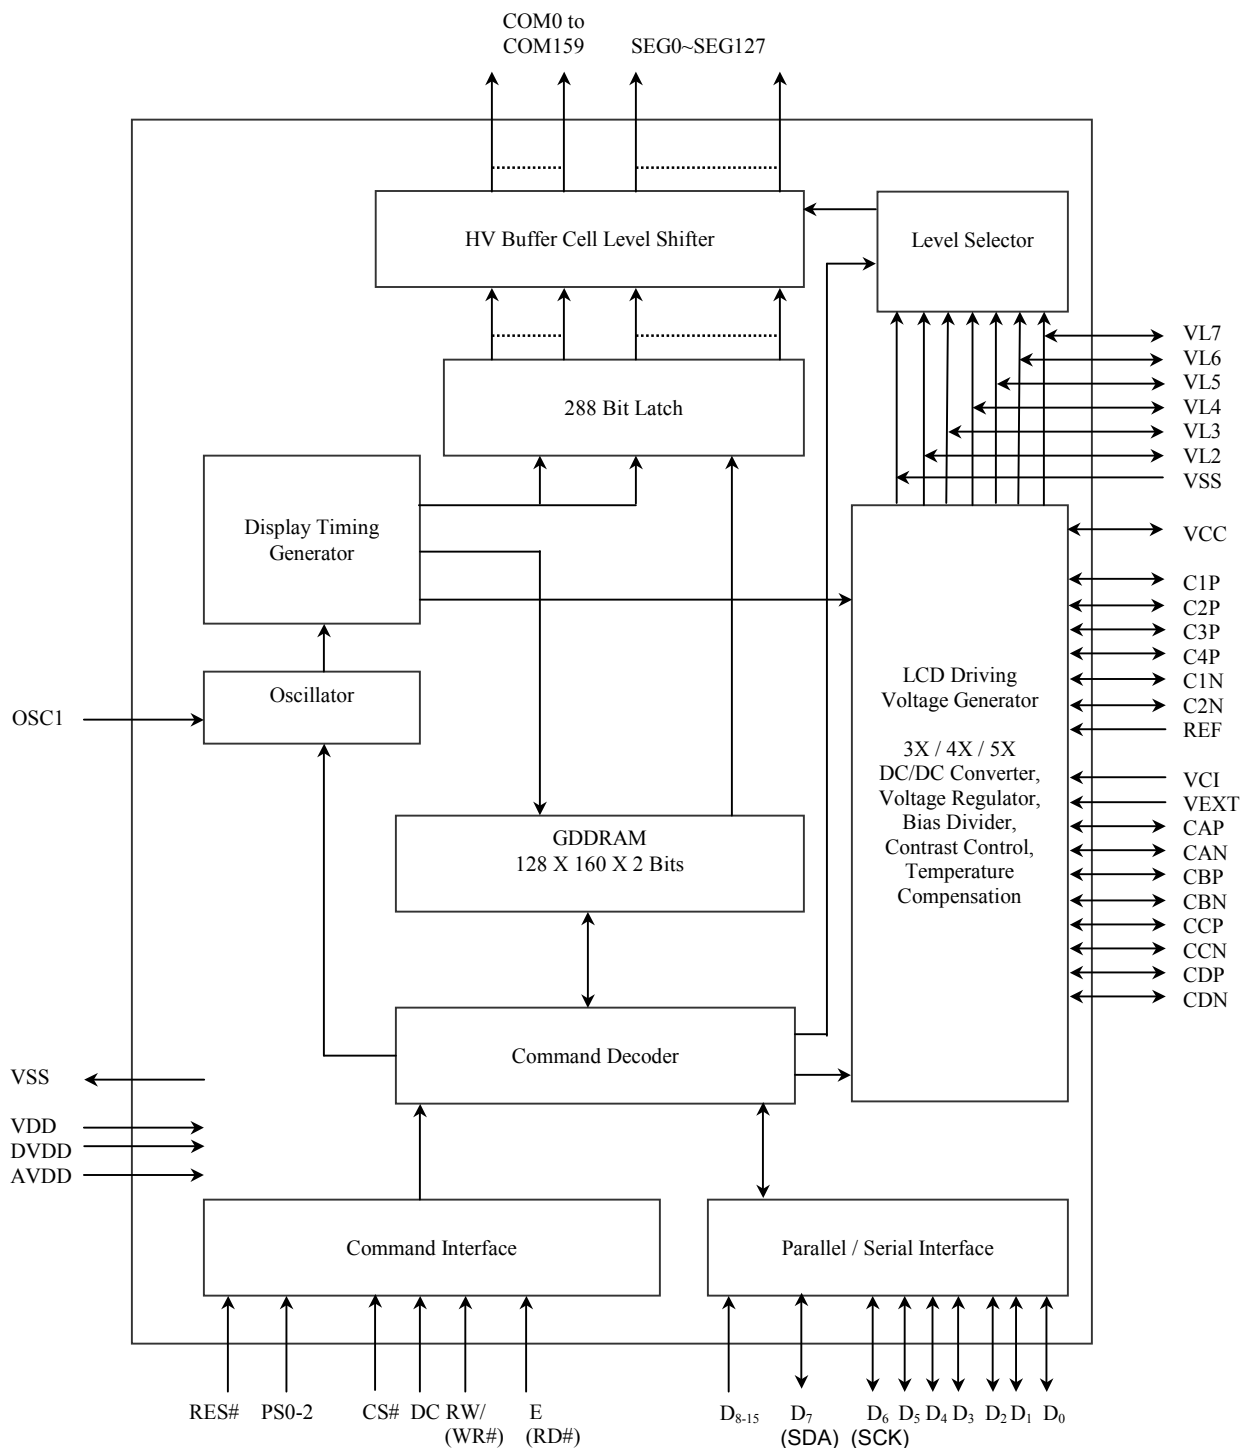 COM0 to
COM159
SEG0~SEG127
HV Buffer Cell Level Shifter
Level Selector
VL7
VL6
VL5
VL4
VL3
VL2
VSS
288 Bit Latch
Display Timing
Generator
VCC
C1P
C2P
C3P
C4P
C1N
C2N
REF
VCI
VEXT
CAP
CAN
CBP
CBN
CCP
CCN
CDP
CDN
LCD Driving
Voltage Generator
3X / 4X / 5X
DC/DC Converter,
Voltage Regulator,
Bias Divider,
Contrast Control,
Temperature
Compensation
Oscillator
OSC1
GDDRAM
128 X 160 X 2 Bits
Command Decoder
VSS
VDD
DVDD
AVDD
Command Interface
Parallel / Serial Interface
RES#
PS0-2
CS#
DC
RW/
(WR#)
E
(RD#)
D8-15
D7
(SDA)
D6
(SCK)
D5
D4
D3
D2
D1
D0